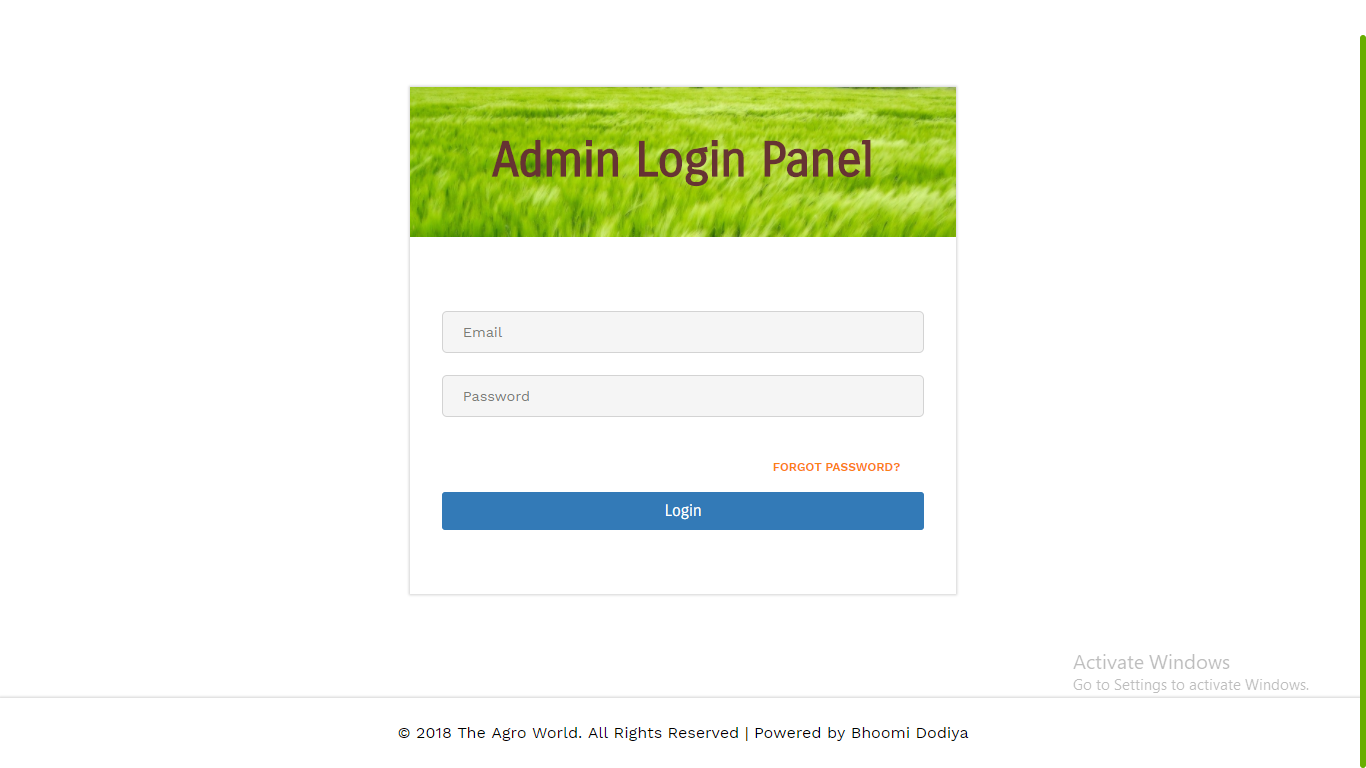 Admin Login Panel
Email
Password
FORGOT PASSWORD?
Login
Activate Windows
Go to Settings to activate Windows.
© 2018 The Agro World. All Rights Reserved | Powered by Bhoomi Dodiya